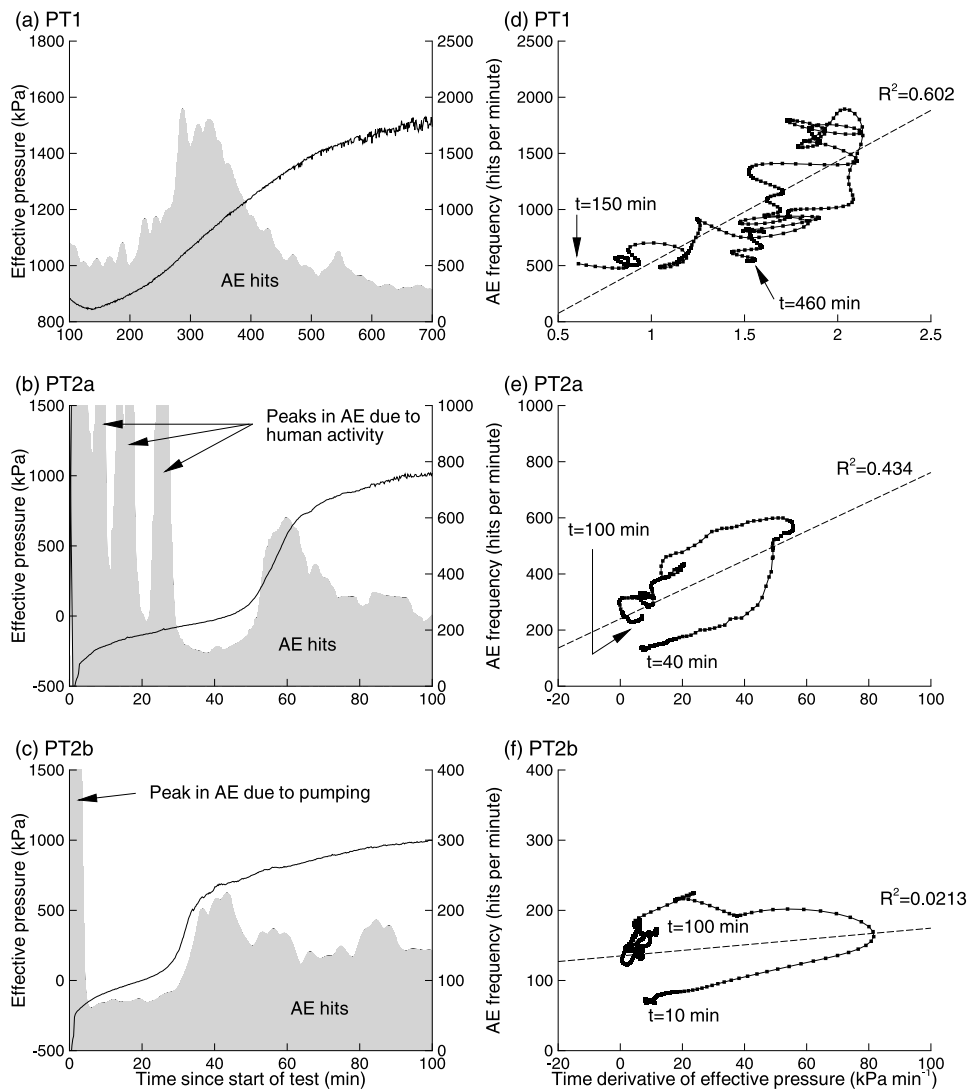 (a) PT1
(d) PT1
1800
1600
1400
1200
1000
800
Effective pressure (kPa)
2500
2000
1500
1000
500
0
AE hits
100 200 300 400 500 600 700
2500
2000
1500
1000
500
0
AE frequency (hits per minute)
R²=0.602
t=150 min
t=460 min
0.5 1 1.5 2 2.5
(b) PT2a
(e) PT2a
1500
1000
500
0
-500
Effective pressure (kPa)
1000
800
600
400
200
0
Peaks in AE due to
human activity
AE hits
0 20 40 60 80 100
1000
800
600
400
200
0
AE frequency (hits per minute)
R²=0.434
t=100 min
t=40 min
-20 0 20 40 60 80 100
(c) PT2b
(f) PT2b
1500
1000
500
0
-500
Effective pressure (kPa)
400
300
200
100
0
Peak in AE due to pumping
AE hits
0 20 40 60 80 100
Time since start of test (min)
400
300
200
100
0
AE frequency (hits per minute)
R²=0.0213
t=100 min
t=10 min
-20 0 20 40 60 80 100
Time derivative of effective pressure (kPa min⁻¹)